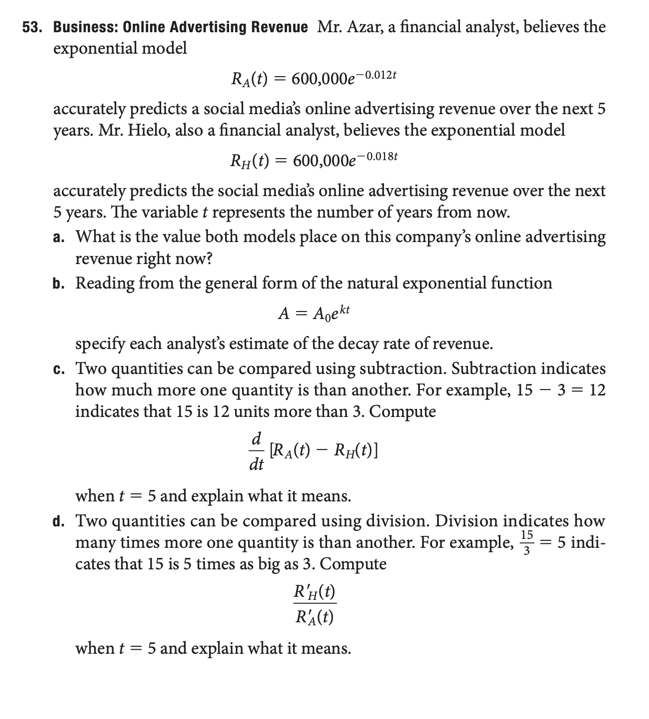 53. Business: Online Advertising Revenue Mr. Azar, a financial analyst, believes the
exponential model
R_A(t) = 600,000e^{−0.012t}
accurately predicts a social media's online advertising revenue over the next 5
years. Mr. Hielo, also a financial analyst, believes the exponential model
R_H(t) = 600,000e^{−0.018t}
accurately predicts the social media's online advertising revenue over the next
5 years. The variable t represents the number of years from now.
a. What is the value both models place on this company's online advertising
revenue right now?
b. Reading from the general form of the natural exponential function
A = A_0e^{kt}
specify each analyst's estimate of the decay rate of revenue.
c. Two quantities can be compared using subtraction. Subtraction indicates
how much more one quantity is than another. For example, 15 − 3 = 12
indicates that 15 is 12 units more than 3. Compute
d/dt [R_A(t) − R_H(t)]
when t = 5 and explain what it means.
d. Two quantities can be compared using division. Division indicates how
many times more one quantity is than another. For example, 15/3 = 5 indi-
cates that 15 is 5 times as big as 3. Compute
R'_H(t)/R'_A(t)
when t = 5 and explain what it means.